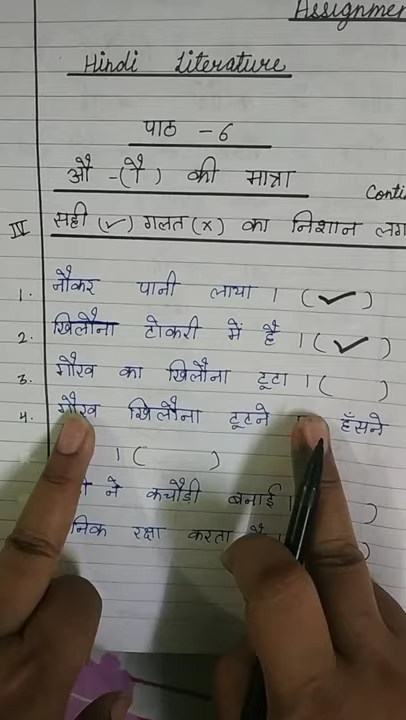 Assignmen
Hindi Literature
पाठ - 6
औ - (ौ) की मात्रा
Conti
IV सही (✓) गलत (×) का निशान लगा
1. नौकर पानी लाया । (✓)
2. खिलौना टोकरी में है । (✓)
3. गौरव का खिलौना टूटा । ( )
4. गौरव खिलौना टूटने हँसने
। ( )
ने कचौड़ी बनाई । )
निक रक्षा करता )